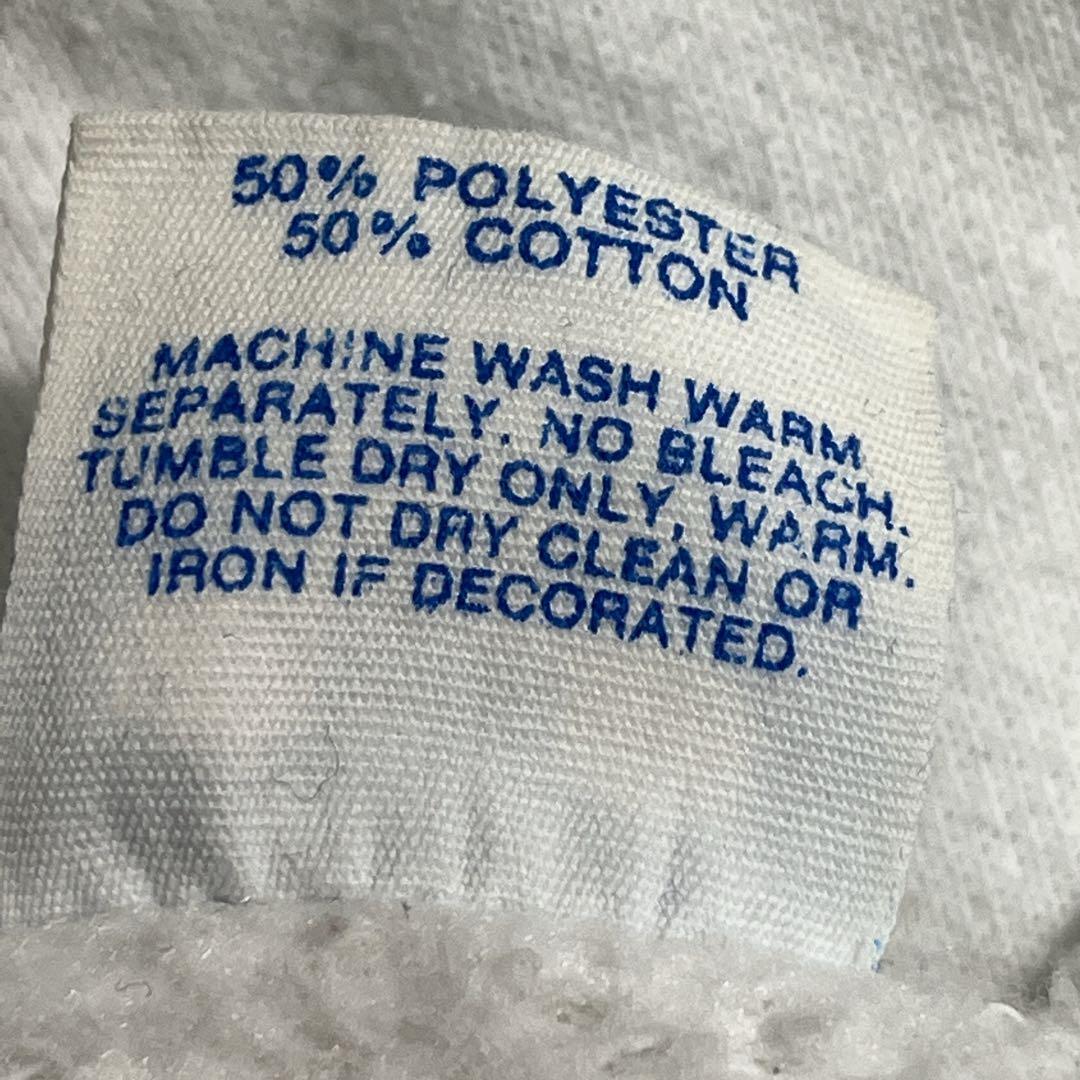 50% POLYESTER
50% COTTON
MACHINE WASH WARM.
SEPARATELY. NO BLEACH.
TUMBLE DRY ONLY, WARM.
DO NOT DRY CLEAN OR
IRON IF DECORATED.